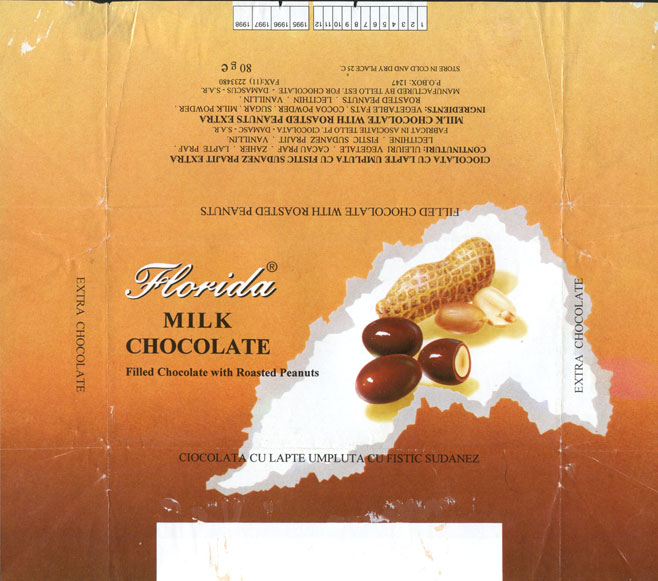 1 2 3 4 5 6 7 8 9 10 11 12 1995 1996 1997 1998
CIOCOLATA CU LAPTE UMPLUTA CU FISTIC SUDANEZ PRAJIT EXTRA
CONTINUTURI: ULEIURI VEGETALE , CACAU PRAF , ZAHER , LAPTE PRAF ,
LECITHINE , FISTIC SUDANEZ PRAJIT , VANILLIN.
FABRICAT IN ASOCIATIE TELLO PT. CIOCOLATA - DAMASC - S.A.R.
MILK CHOCOLATE WITH ROASTED PEANUTS EXTRA
INGREDIENTS: VEGETABLE FATS , COCOA POWDER , SUGAR , MILK POWDER ,
ROASTED PEANUTS , LECITHIN , VANILLIN .
MANUFACTURED BY TELLO EST. FOR CHOCOLATE - DAMASCUS - S.A.R
P.O.BOX: 1247 FAX:(11) 2233480
STORE IN COLD AND DRY PLACE 25°C
80 g e
FILLED CHOCOLATE WITH ROASTED PEANUTS
Florida®
MILK
CHOCOLATE
Filled Chocolate with Roasted Peanuts
EXTRA CHOCOLATE
EXTRA CHOCOLATE
CIOCOLATA CU LAPTE UMPLUTA CU FISTIC SUDANEZ